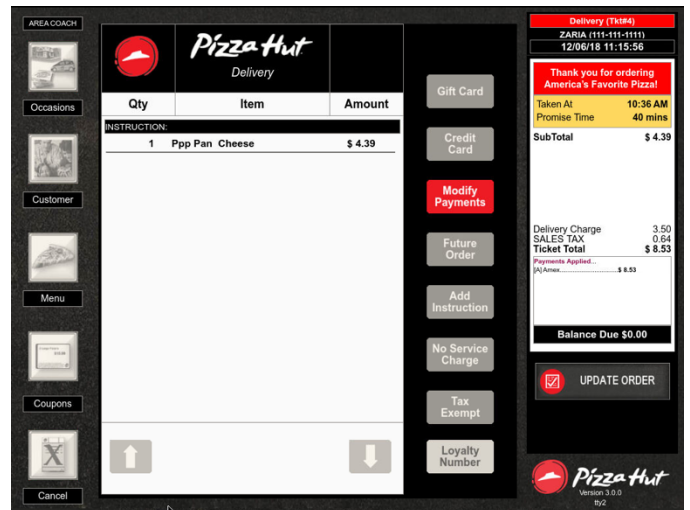 AREA COACH
Occasions
Customer
Menu
Coupons
Cancel
Pizza Hut
Delivery
Qty Item Amount
INSTRUCTION:
1 Ppp Pan Cheese $ 4.39
Gift Card
Credit
Card
Modify
Payments
Future
Order
Add
Instruction
No Service
Charge
Tax
Exempt
Loyalty
Number
Delivery (Tkt#4)
ZARIA (111-111-1111)
12/06/18 11:15:56
Thank you for ordering
America's Favorite Pizza!
Taken At 10:36 AM
Promise Time 40 mins
SubTotal $ 4.39
Delivery Charge 3.50
SALES TAX 0.64
Ticket Total $ 8.53
Payments Applied...
[A] Amex.......................$ 8.53
Balance Due $0.00
UPDATE ORDER
Pizza Hut
Version 3.0.0
tty2